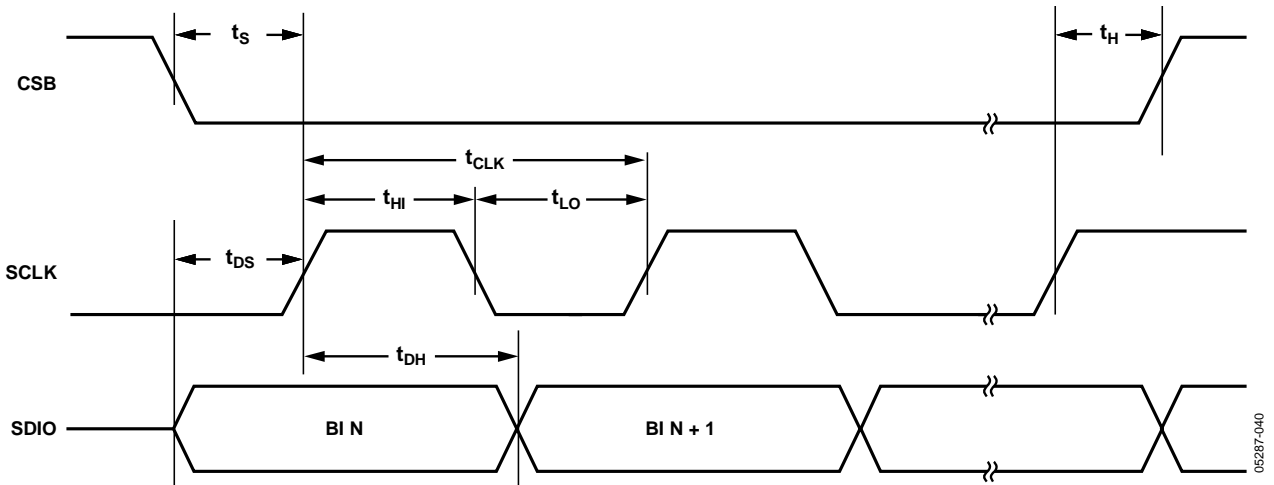 tS
tH
CSB
tCLK
tHI
tLO
tDS
SCLK
tDH
SDIO
BI N
BI N + 1
05287-040